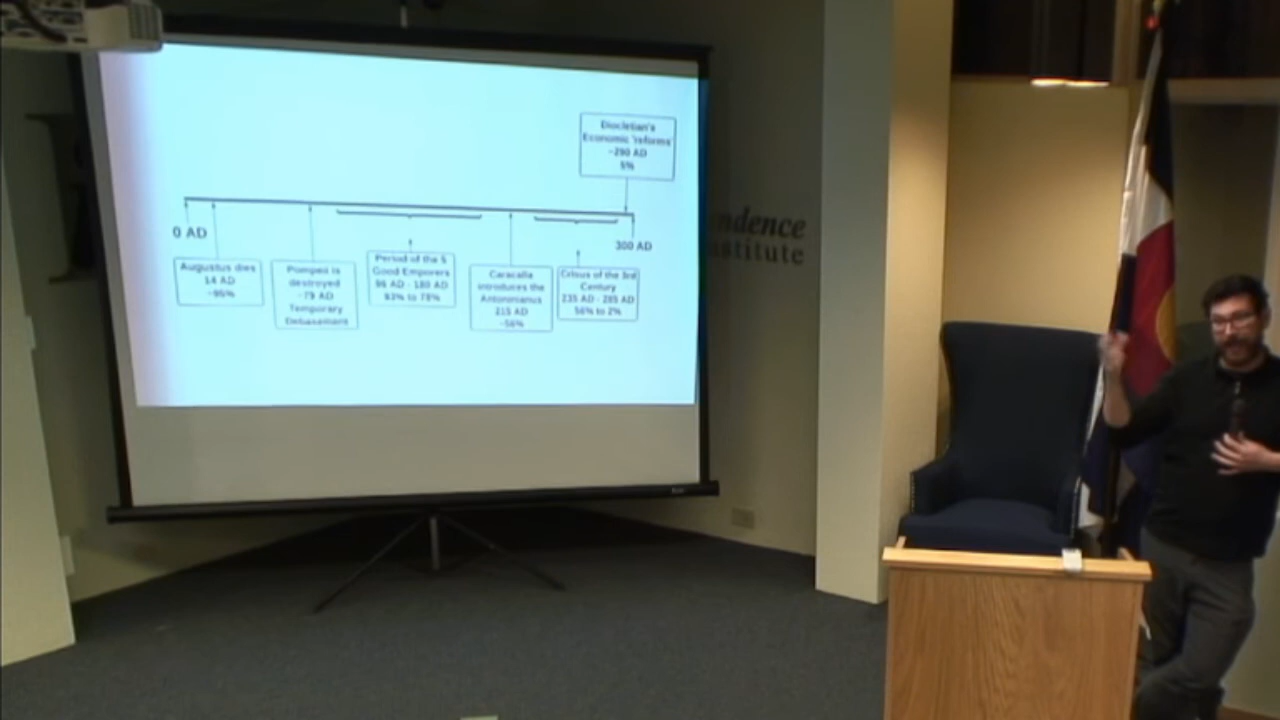 Diocletian's
Economic 'reforms'
~290 AD
5%
0 AD
300 AD
Augustus dies
14 AD
~95%
Pompeii is
destroyed
~79 AD
Temporary
Debasement
Period of the 5
Good Emperors
96 AD - 180 AD
93% to 78%
Caracalla
introduces the
Antoninianus
215 AD
~56%
Crisis of the 3rd
Century
235 AD - 285 AD
56% to 2%
ndence
stitute